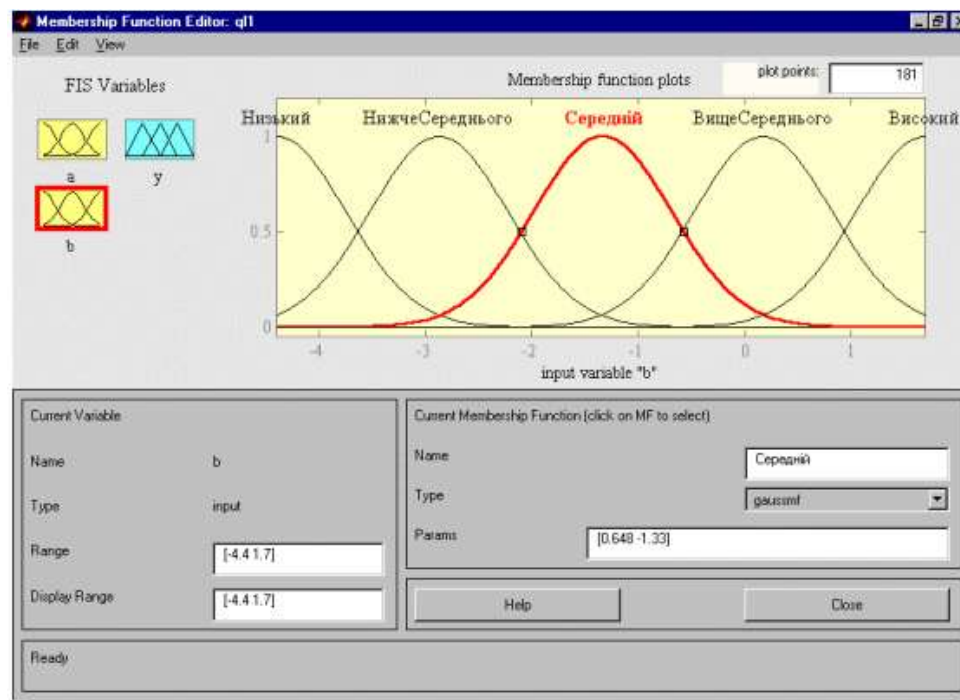 Membership Function Editor: ql1
File Edit View
FIS Variables
Membership function plots
plot points: 181
Низький НижчеСереднього Середній ВищеСереднього Високий
1
0.5
0
-4 -3 -2 -1 0 1
input variable "b"
a
y
b
Current Variable
Name b
Type input
Range [-4.4 1.7]
Display Range [-4.4 1.7]
Current Membership Function (click on MF to select)
Name Середній
Type gaussmf
Params [0.648 -1.33]
Help Close
Ready